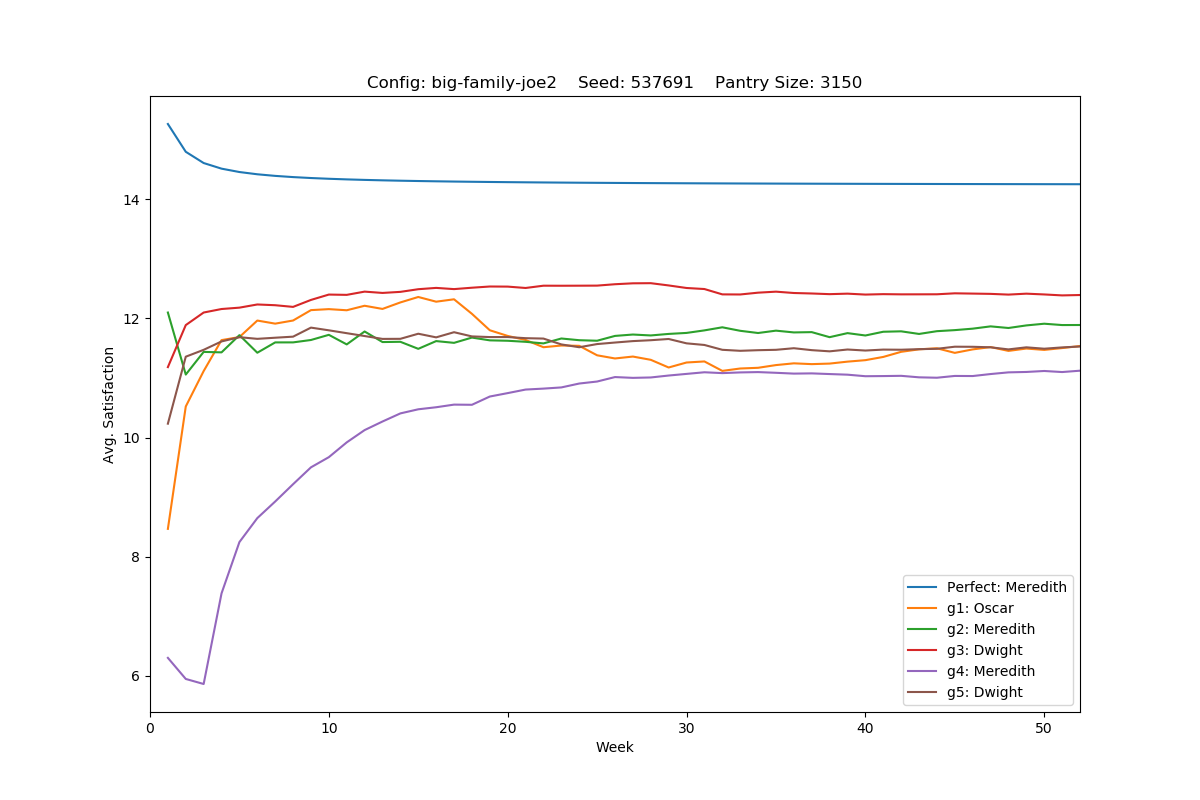 Config: big-family-joe2    Seed: 537691    Pantry Size: 3150
Avg. Satisfaction
14
12
10
8
6
0
10
20
30
40
50
Week
Perfect: Meredith
g1: Oscar
g2: Meredith
g3: Dwight
g4: Meredith
g5: Dwight